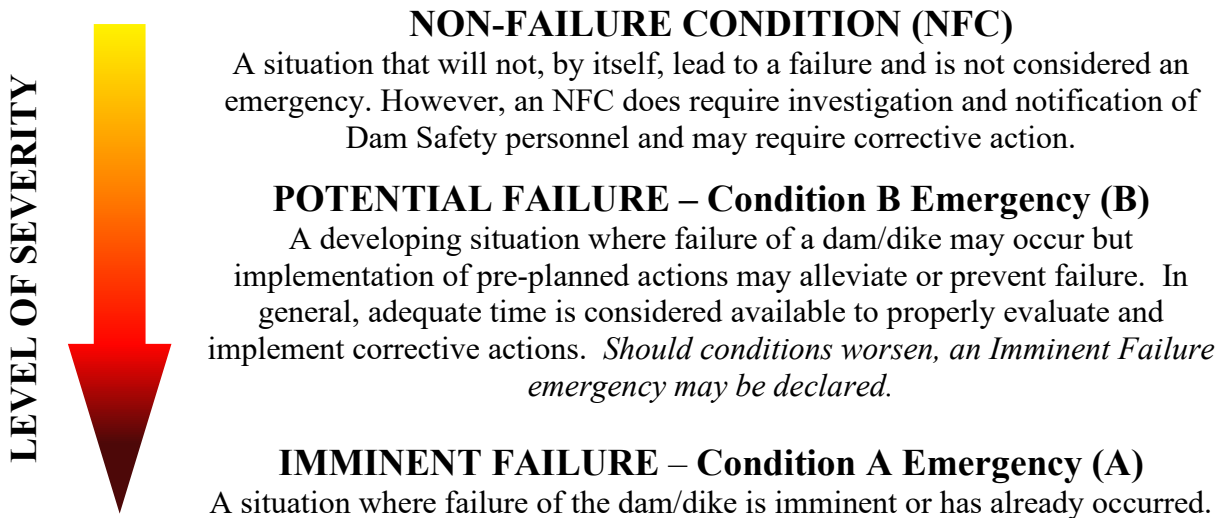 LEVEL OF SEVERITY
NON-FAILURE CONDITION (NFC)
A situation that will not, by itself, lead to a failure and is not considered an
emergency. However, an NFC does require investigation and notification of
Dam Safety personnel and may require corrective action.
POTENTIAL FAILURE – Condition B Emergency (B)
A developing situation where failure of a dam/dike may occur but
implementation of pre-planned actions may alleviate or prevent failure. In
general, adequate time is considered available to properly evaluate and
implement corrective actions. Should conditions worsen, an Imminent Failure
emergency may be declared.
IMMINENT FAILURE – Condition A Emergency (A)
A situation where failure of the dam/dike is imminent or has already occurred.